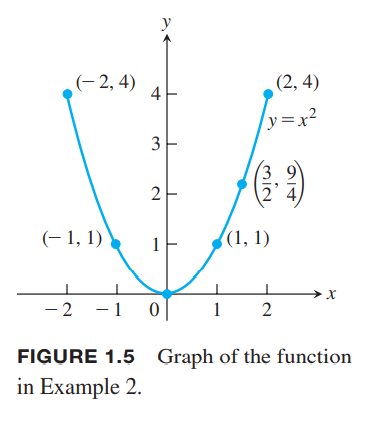 y
(– 2, 4)
(2, 4)
4
y = x²
3
(3/2, 9/4)
2
(– 1, 1)
1
(1, 1)
x
– 2 – 1 0 1 2
FIGURE 1.5 Graph of the function
in Example 2.